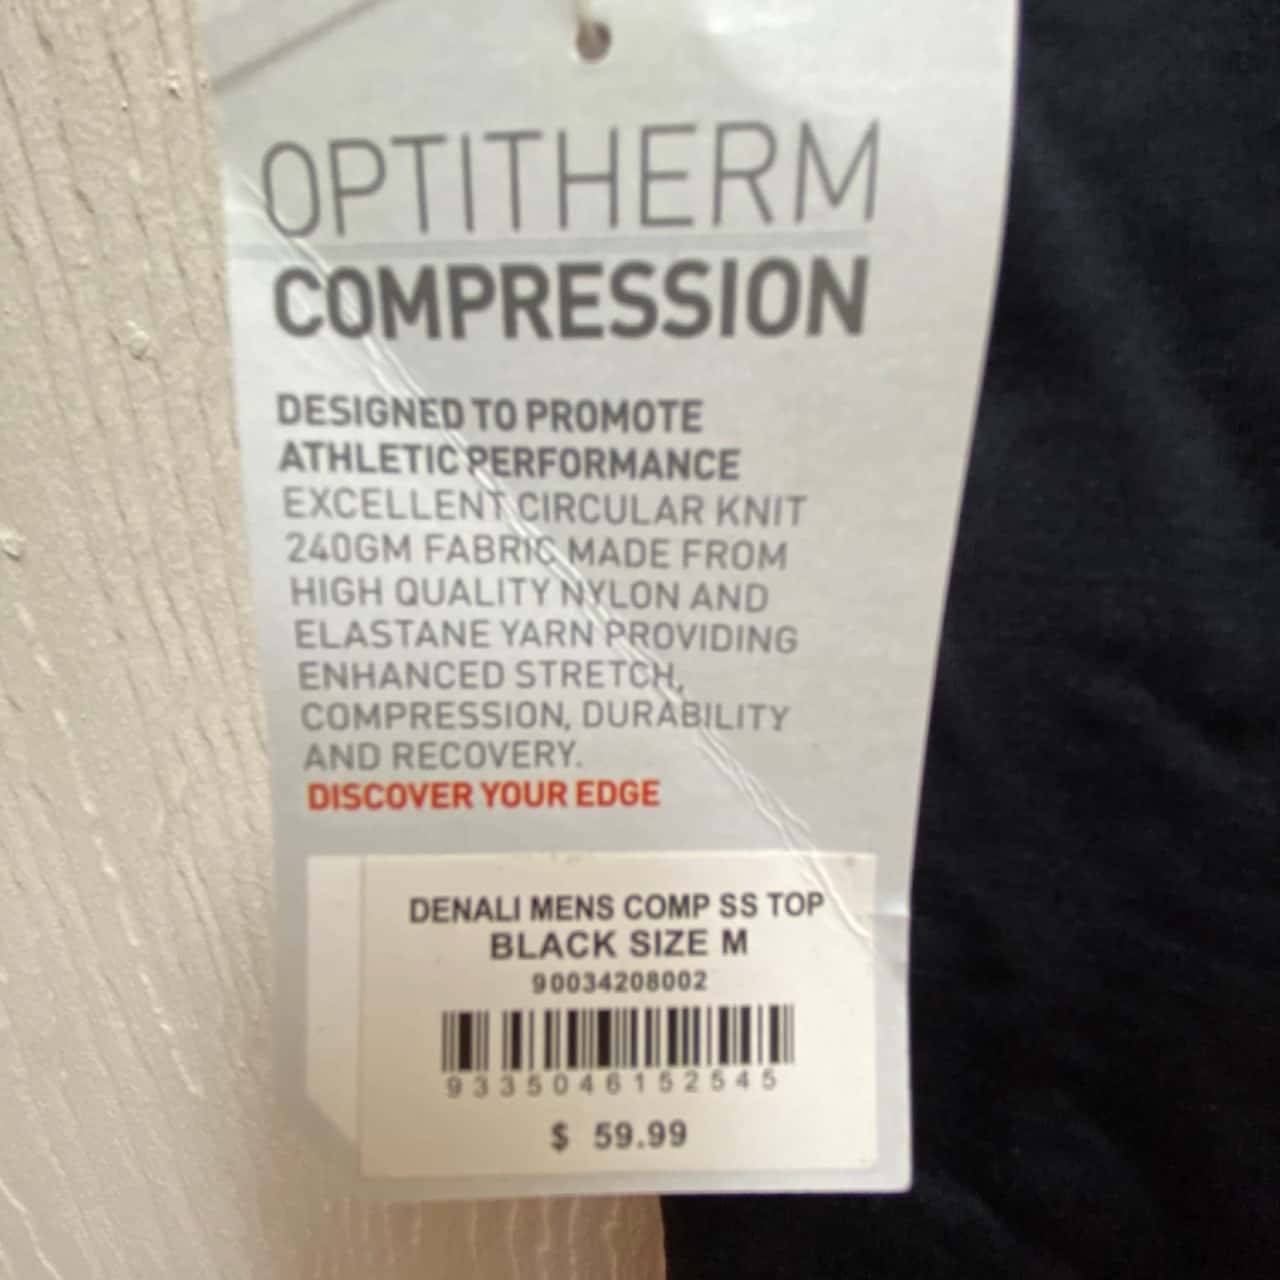 OPTITHERM
COMPRESSION
DESIGNED TO PROMOTE
ATHLETIC PERFORMANCE
EXCELLENT CIRCULAR KNIT
240GM FABRIC MADE FROM
HIGH QUALITY NYLON AND
ELASTANE YARN PROVIDING
ENHANCED STRETCH,
COMPRESSION, DURABILITY
AND RECOVERY.
DISCOVER YOUR EDGE
DENALI MENS COMP SS TOP
BLACK SIZE M
90034208002
9335046152545
$ 59.99